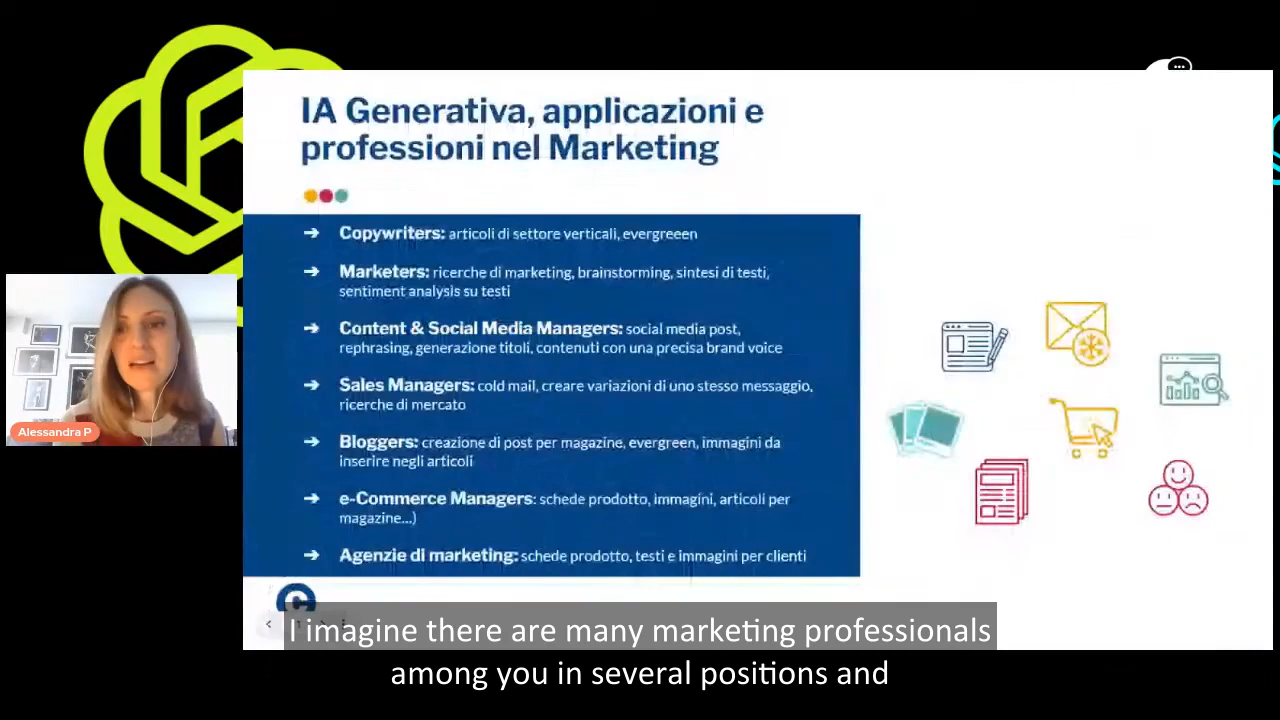 IA Generativa, applicazioni e
professioni nel Marketing
➔ Copywriters: articoli di settore verticali, evergreeen
➔ Marketers: ricerche di marketing, brainstorming, sintesi di testi,
sentiment analysis su testi
➔ Content & Social Media Managers: social media post,
rephrasing, generazione titoli, contenuti con una precisa brand voice
➔ Sales Managers: cold mail, creare variazioni di uno stesso messaggio,
ricerche di mercato
➔ Bloggers: creazione di post per magazine, evergreen, immagini da
inserire negli articoli
➔ e-Commerce Managers: schede prodotto, immagini, articoli per
magazine...)
➔ Agenzie di marketing: schede prodotto, testi e immagini per clienti
Alessandra P
I imagine there are many marketing professionals
among you in several positions and